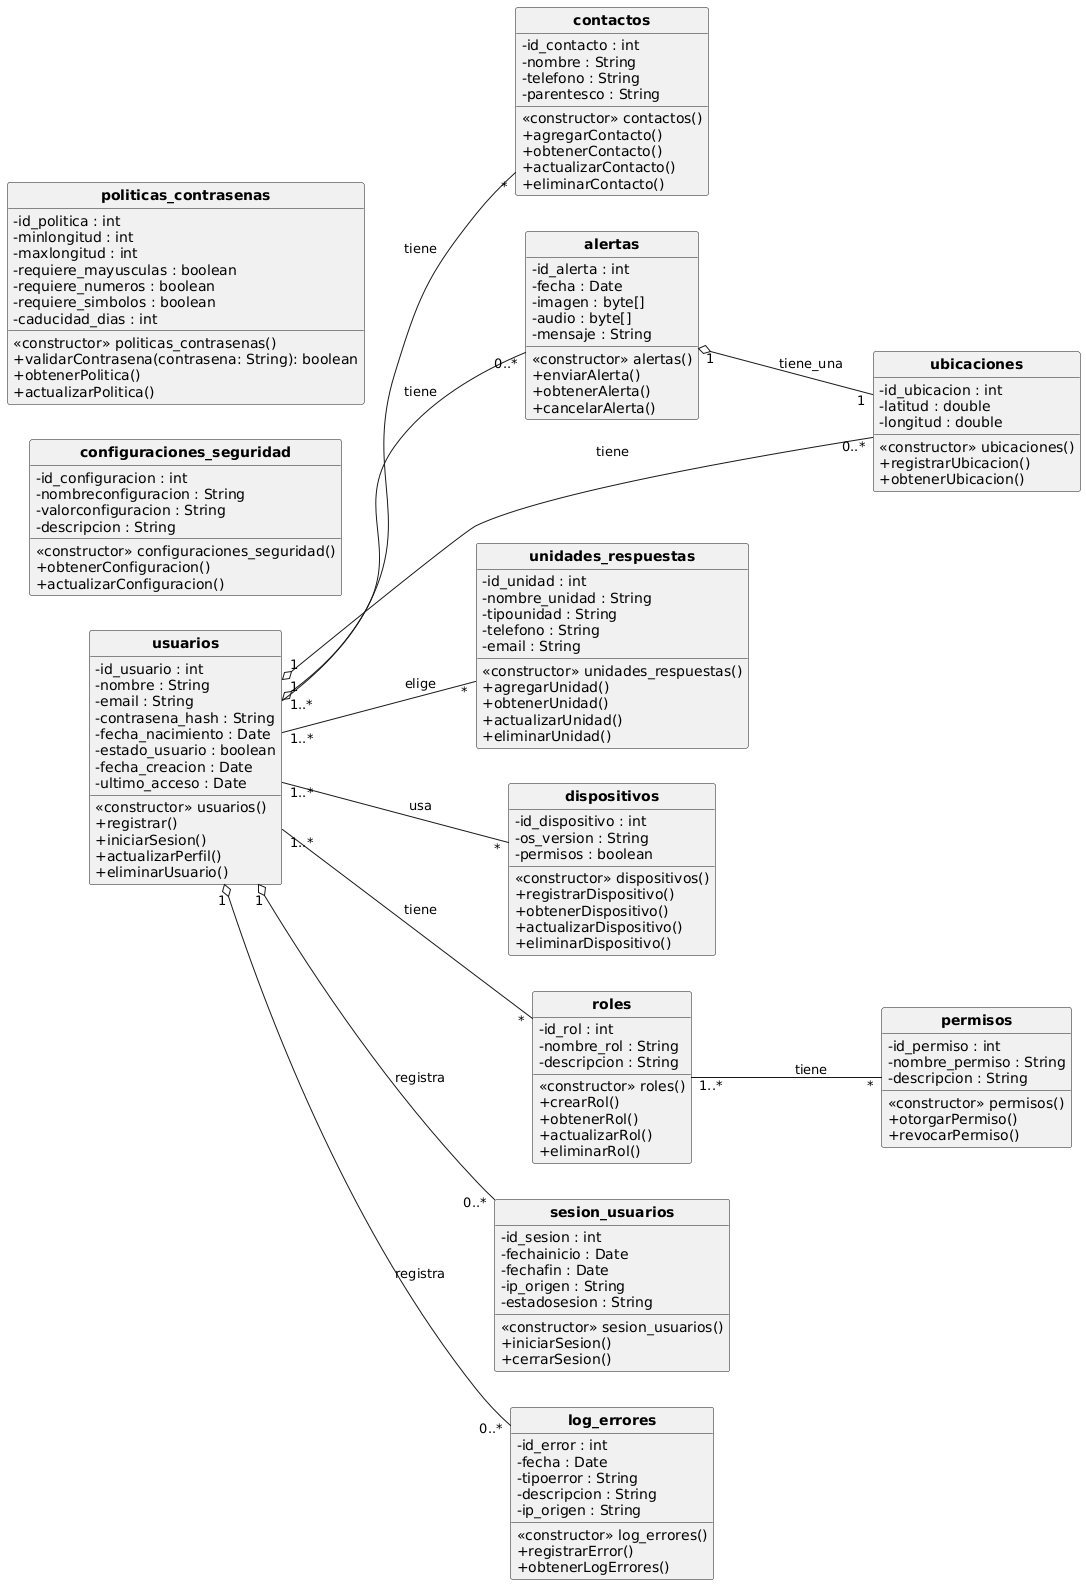 contactos
-id_contacto : int
-nombre : String
-telefono : String
-parentesco : String
«constructor» contactos()
+agregarContacto()
+obtenerContacto()
+actualizarContacto()
+eliminarContacto()
politicas_contrasenas
-id_politica : int
-minlongitud : int
-maxlongitud : int
-requiere_mayusculas : boolean
-requiere_numeros : boolean
-requiere_simbolos : boolean
-caducidad_dias : int
«constructor» politicas_contrasenas()
+validarContrasena(contrasena: String): boolean
+obtenerPolitica()
+actualizarPolitica()
*
tiene
alertas
-id_alerta : int
-fecha : Date
-imagen : byte[]
-audio : byte[]
-mensaje : String
«constructor» alertas()
+enviarAlerta()
+obtenerAlerta()
+cancelarAlerta()
0..*
tiene
1
tiene_una
1
ubicaciones
-id_ubicacion : int
-latitud : double
-longitud : double
«constructor» ubicaciones()
+registrarUbicacion()
+obtenerUbicacion()
0..*
tiene
configuraciones_seguridad
-id_configuracion : int
-nombreconfiguracion : String
-valorconfiguracion : String
-descripcion : String
«constructor» configuraciones_seguridad()
+obtenerConfiguracion()
+actualizarConfiguracion()
unidades_respuestas
-id_unidad : int
-nombre_unidad : String
-tipounidad : String
-telefono : String
-email : String
«constructor» unidades_respuestas()
+agregarUnidad()
+obtenerUnidad()
+actualizarUnidad()
+eliminarUnidad()
usuarios
-id_usuario : int
-nombre : String
-email : String
-contrasena_hash : String
-fecha_nacimiento : Date
-estado_usuario : boolean
-fecha_creacion : Date
-ultimo_acceso : Date
«constructor» usuarios()
+registrar()
+iniciarSesion()
+actualizarPerfil()
+eliminarUsuario()
1
1
1..*
elige
*
1..*
1..*
usa
*
1..*
tiene
*
1
1
dispositivos
-id_dispositivo : int
-os_version : String
-permisos : boolean
«constructor» dispositivos()
+registrarDispositivo()
+obtenerDispositivo()
+actualizarDispositivo()
+eliminarDispositivo()
roles
-id_rol : int
-nombre_rol : String
-descripcion : String
«constructor» roles()
+crearRol()
+obtenerRol()
+actualizarRol()
+eliminarRol()
1..*
tiene
*
permisos
-id_permiso : int
-nombre_permiso : String
-descripcion : String
«constructor» permisos()
+otorgarPermiso()
+revocarPermiso()
registra
0..*
sesion_usuarios
-id_sesion : int
-fechainicio : Date
-fechafin : Date
-ip_origen : String
-estadosesion : String
«constructor» sesion_usuarios()
+iniciarSesion()
+cerrarSesion()
registra
0..*
log_errores
-id_error : int
-fecha : Date
-tipoerror : String
-descripcion : String
-ip_origen : String
«constructor» log_errores()
+registrarError()
+obtenerLogErrores()